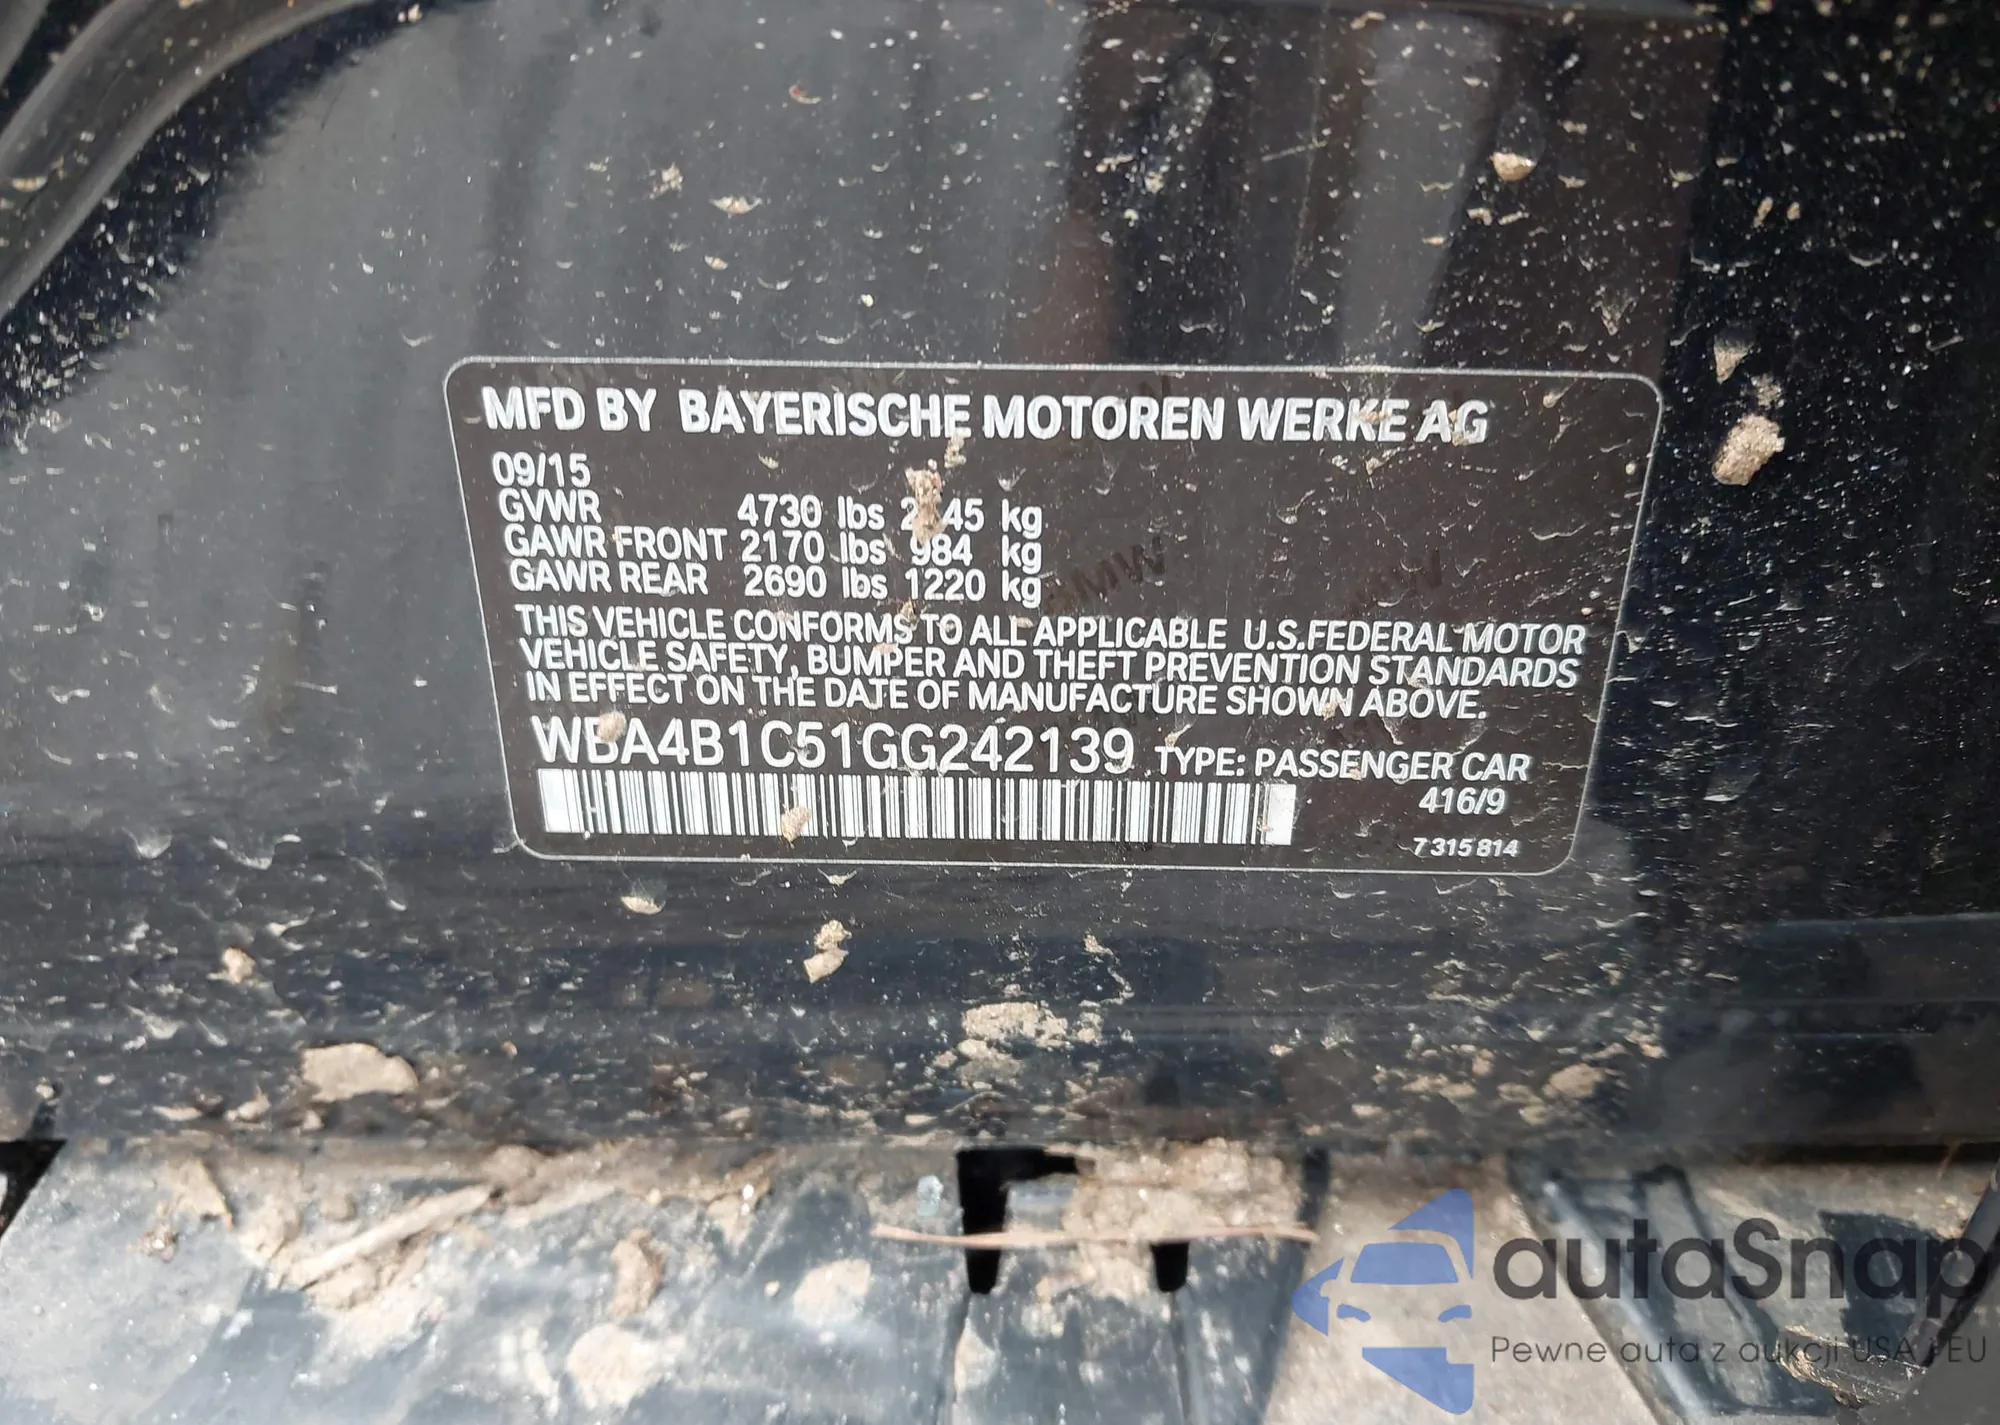 MFD BY BAYERISCHE MOTOREN WERKE AG
09/15
GVWR 4730 lbs kg
GAWR FRONT 2170 lbs 984 kg
GAWR REAR 2690 lbs 1220 kg
THIS VEHICLE CONFORMS TO ALL APPLICABLE U.S.FEDERAL MOTOR
VEHICLE SAFETY, BUMPER AND THEFT PREVENTION STANDARDS
IN EFFECT ON THE DATE OF MANUFACTURE SHOWN ABOVE.
WBA4B1C51GG242139 TYPE: PASSENGER CAR
416/9
7 315 814
autaSnap
Pewne auta z aukcji USA i EU